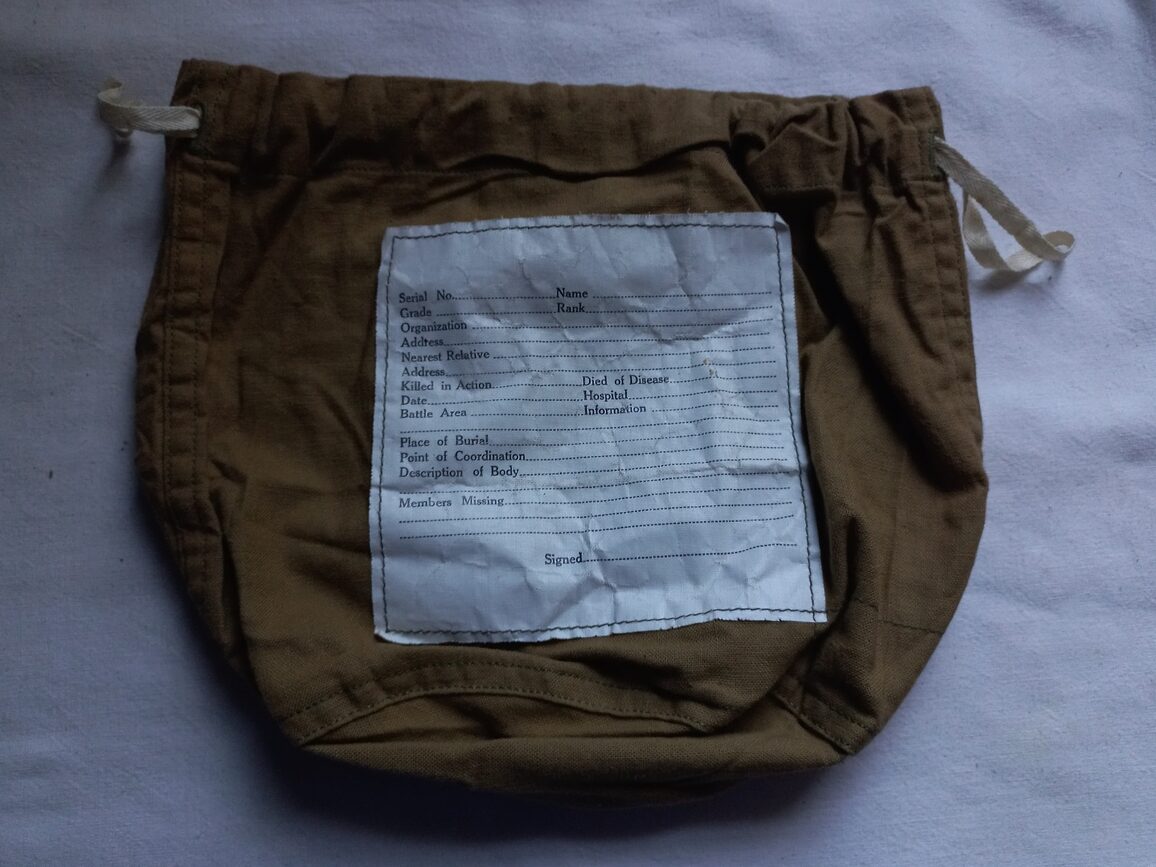 Serial No. Name
Grade Rank
Organization
Address
Nearest Relative
Address
Killed in Action Died of Disease
Date Hospital
Battle Area Information
Place of Burial
Point of Coordination
Description of Body
Members Missing
Signed